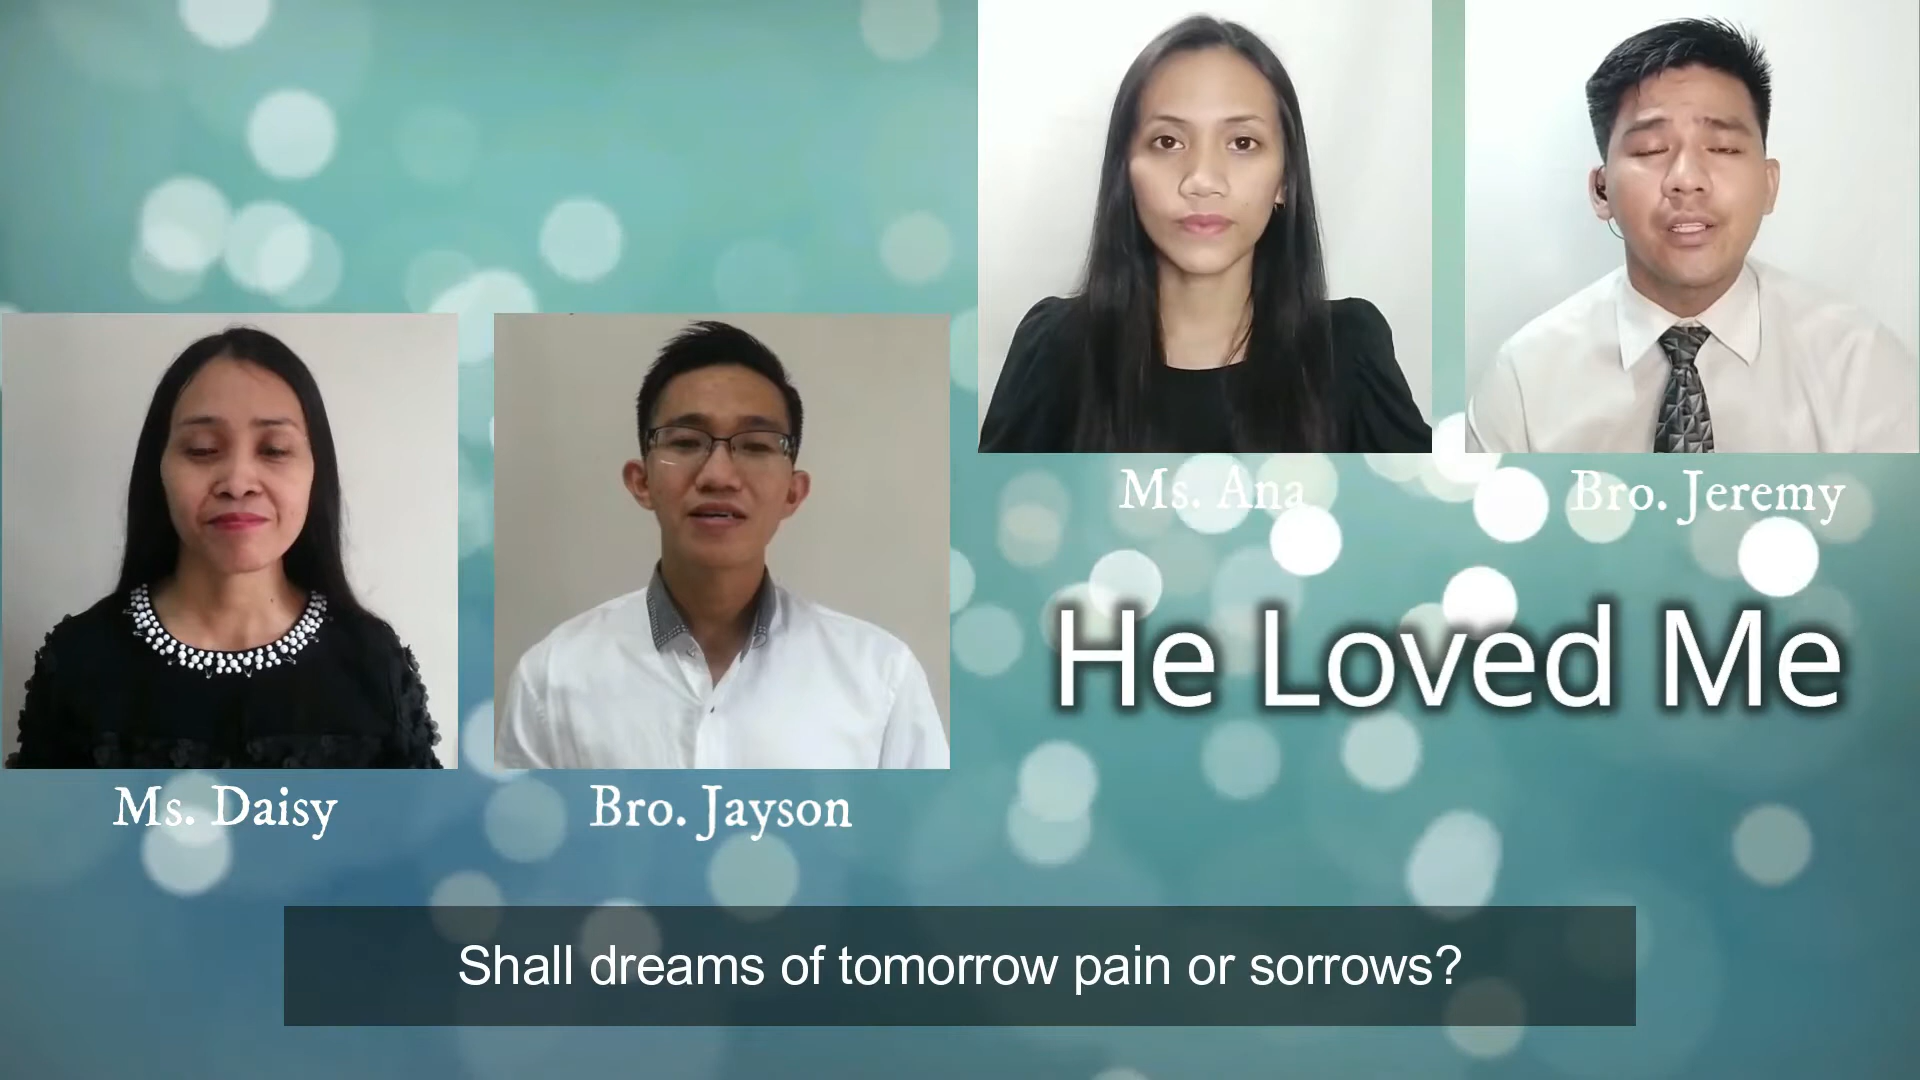 Ms. Ana
Bro. Jeremy
He Loved Me
Ms. Daisy
Bro. Jayson
Shall dreams of tomorrow pain or sorrows?